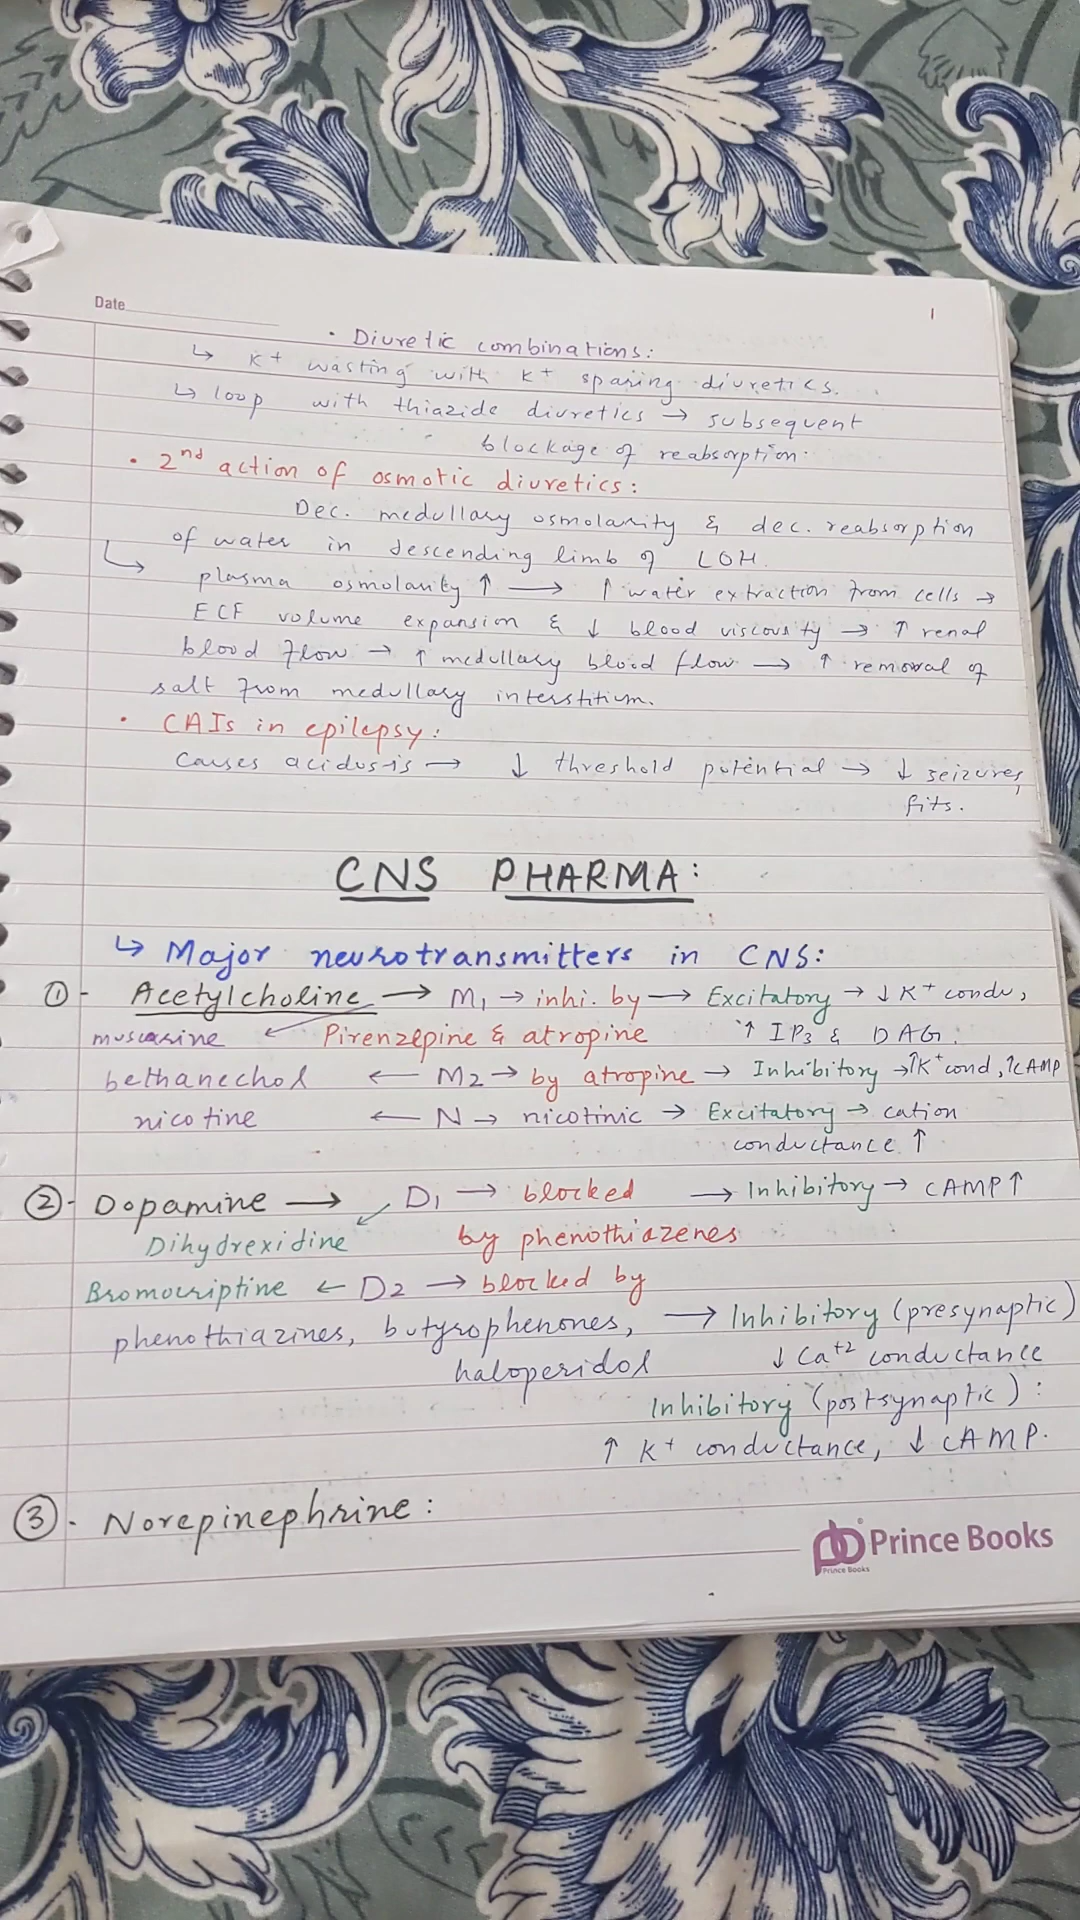 Date
1
• Diuretic combinations:
↳ K+ wasting with K+ sparing diuretics.
↳ loop with thiazide diuretics → subsequent
blockage of reabsorption.
• 2nd action of osmotic diuretics:
Dec. medullary osmolarity & dec. reabsorption
of water in descending limb of LOH.
↳ plasma osmolarity ↑ → ↑ water extraction from cells →
ECF volume expansion & ↓ blood viscousity → ↑ renal
blood flow → ↑ medullary blood flow → ↑ removal of
salt from medullary interstitium.
• CAIs in epilepsy:
Causes acidosis → ↓ threshold potential → ↓ seizures,
fits.
CNS PHARMA:
↳ Major neurotransmitters in CNS:
① - Acetylcholine → M1 → inhi. by → Excitatory → ↓ K+ condu,
muscarine ← Pirenzepine & atropine ↑ IP3 & DAG.
bethanechol ← M2 → by atropine → Inhibitory → ↑K+ cond, ↑cAMP
nicotine ← N → nicotinic → Excitatory → cation
conductance ↑
② - Dopamine → D1 → blocked → Inhibitory → cAMP ↑
Dihydrexidine ↙ by phenothiazenes
Bromocriptine ← D2 → blocked by
phenothiazines, butyrophenones, → Inhibitory (presynaptic)
haloperidol ↓ Ca+2 conductance
Inhibitory (postsynaptic):
↑ K+ conductance, ↓ cAMP.
③ - Norepinephrine:
Prince Books
Prince Books